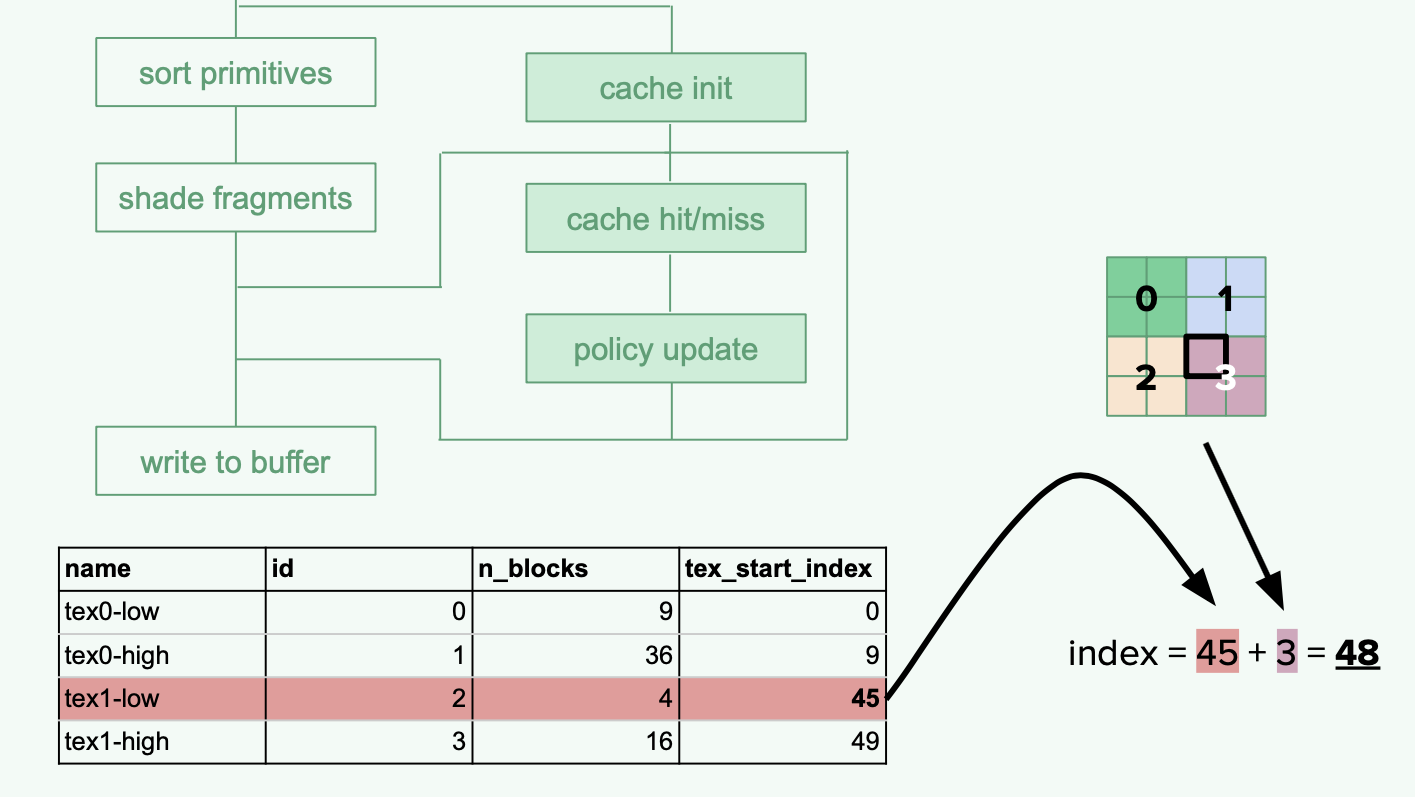 sort primitives
cache init
shade fragments
cache hit/miss
policy update
write to buffer
0 1
2 3
name id n_blocks tex_start_index
tex0-low 0 9 0
tex0-high 1 36 9
tex1-low 2 4 45
tex1-high 3 16 49
index = 45 + 3 = 48